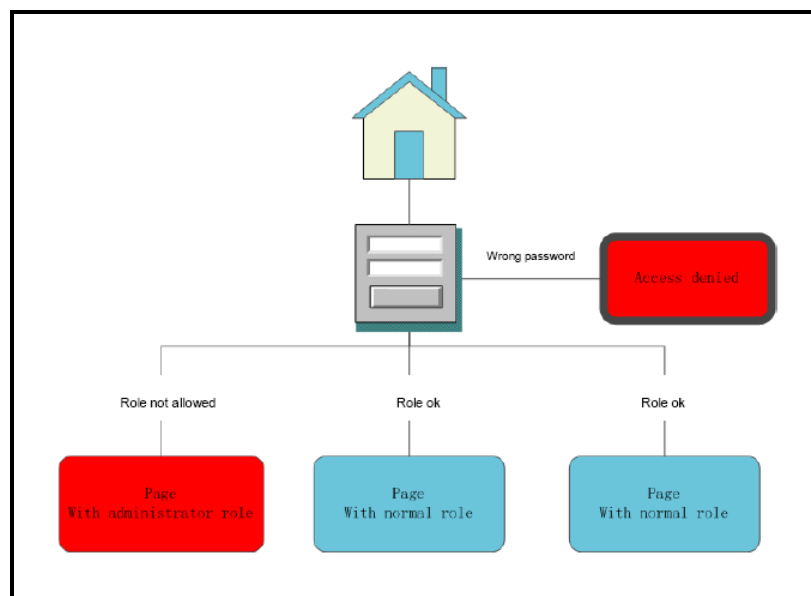 Wrong password
Access denied
Role not allowed
Role ok
Role ok
Page
With administrator role
Page
With normal role
Page
With normal role